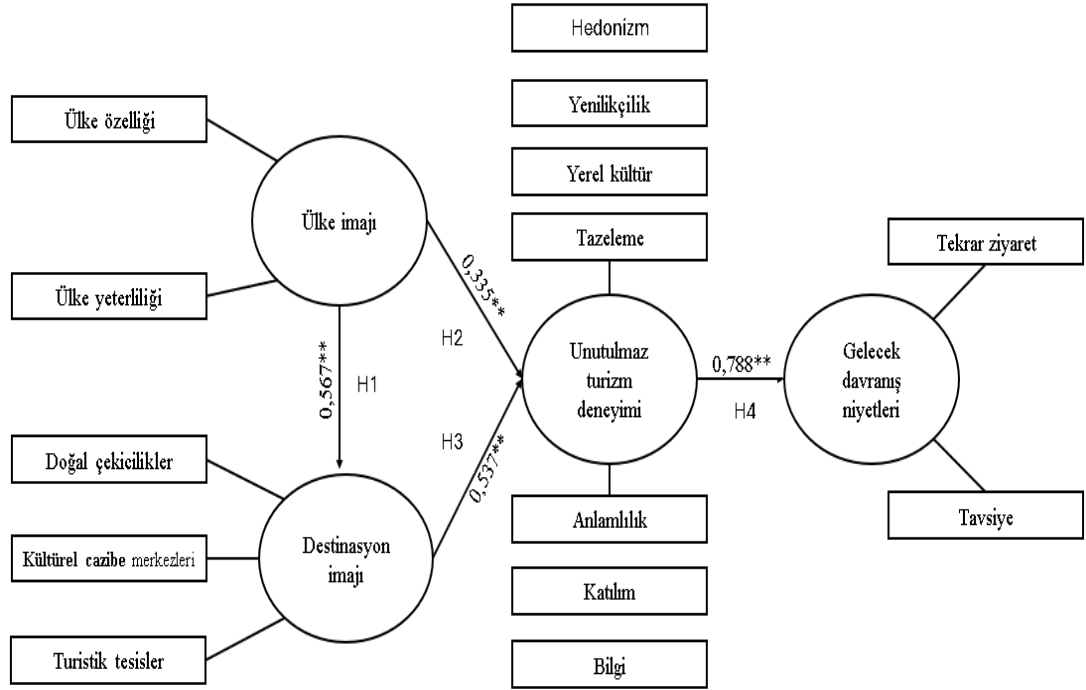 Hedonizm
Yenilikçilik
Yerel kültür
Tazeleme
Ülke özelliği
Ülke imajı
Ülke yeterliliği
0,567**
H1
0,335**
H2
H3
0,537**
Doğal çekicilikler
Kültürel cazibe merkezleri
Turistik tesisler
Destinasyon
imajı
Unutulmaz
turizm
deneyimi
Anlamlılık
Katılım
Bilgi
0,788**
H4
Gelecek
davranış
niyetleri
Tekrar ziyaret
Tavsiye